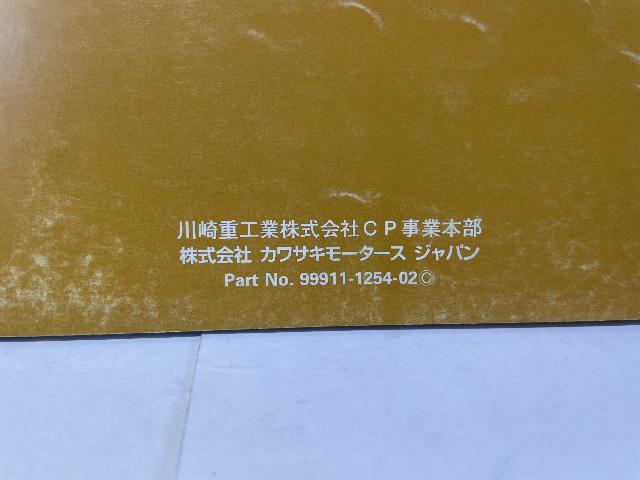 川崎重工業株式会社CP事業本部
株式会社 カワサキモータース ジャパン
Part No. 99911-1254-02Ⓒ